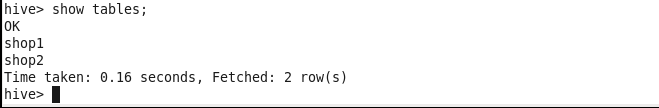 hive> show tables;
OK
shop1
shop2
Time taken: 0.16 seconds, Fetched: 2 row(s)
hive>